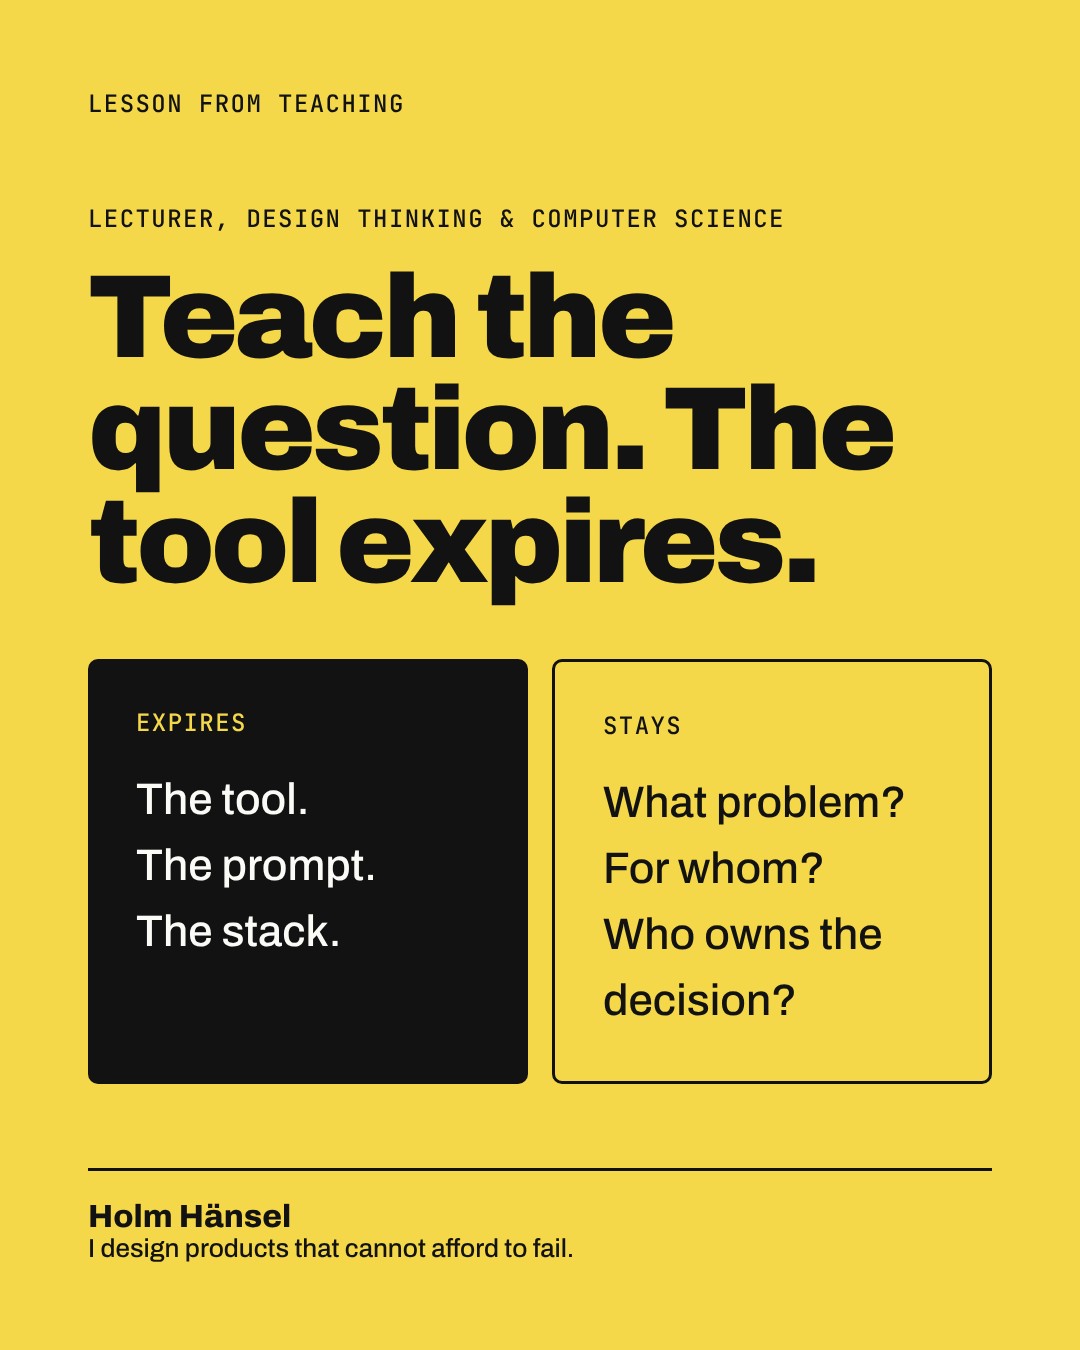 LESSON FROM TEACHING
LECTURER, DESIGN THINKING & COMPUTER SCIENCE
Teach the
question. The
tool expires.
EXPIRES
The tool.
The prompt.
The stack.
STAYS
What problem?
For whom?
Who owns the
decision?
Holm Hänsel
I design products that cannot afford to fail.